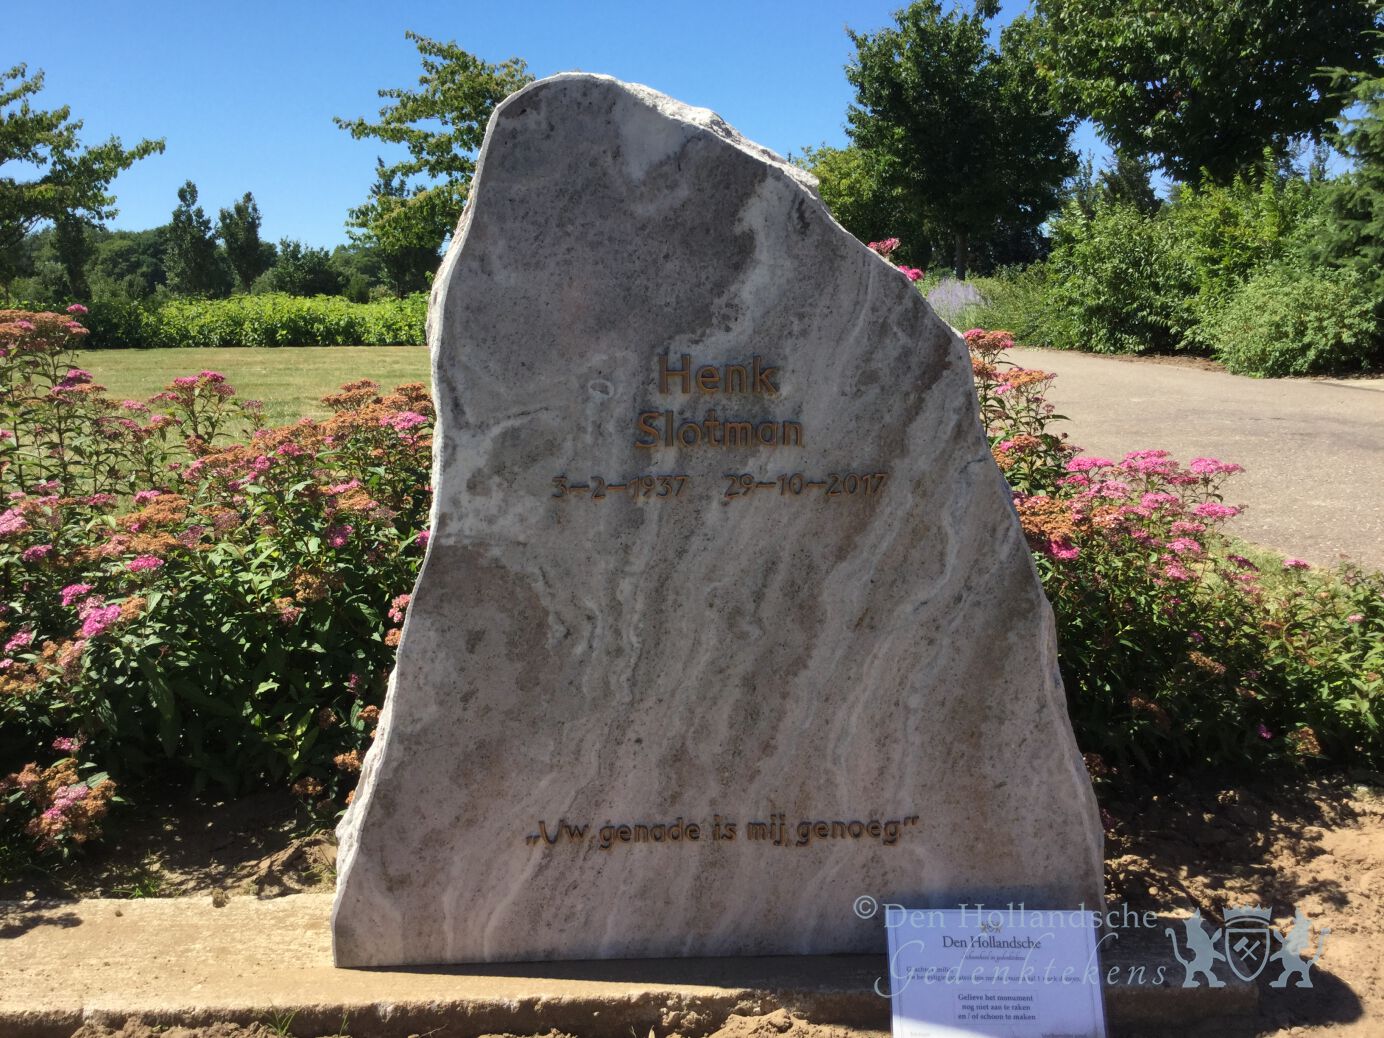 Henk
Slotman
3-2-1937 29-10-2017
„Uw genade is mij genoeg"
© Den Hollandsche
Gedenktekens
Den Hollandsche
Gelieve het monument
nog niet aan te raken
en / of schoon te maken